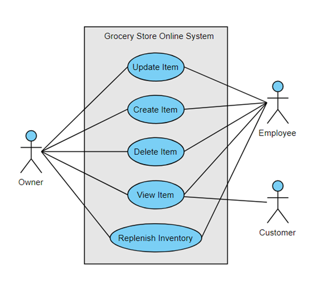 Grocery Store Online System
Update Item
Create Item
Employee
Delete Item
Owner
View Item
Customer
Replenish Inventory